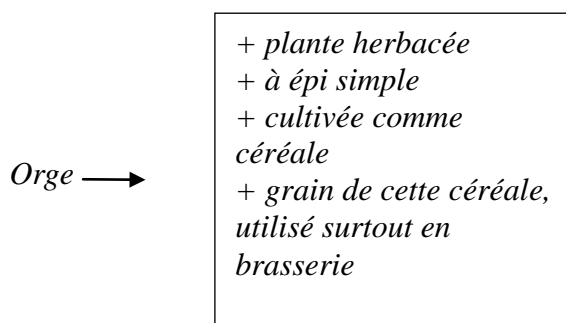 + plante herbacée
+ à épi simple
+ cultivée comme
céréale
Orge
+ grain de cette céréale,
utilisé surtout en
brasserie